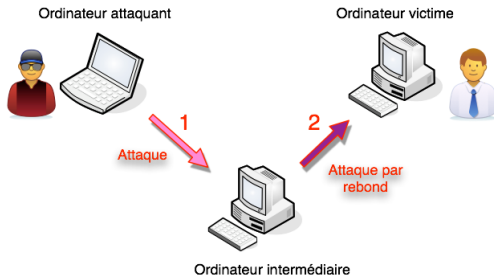 Ordinateur attaquant
Ordinateur victime
1
2
Attaque
Attaque par
rebond
Ordinateur intermédiaire